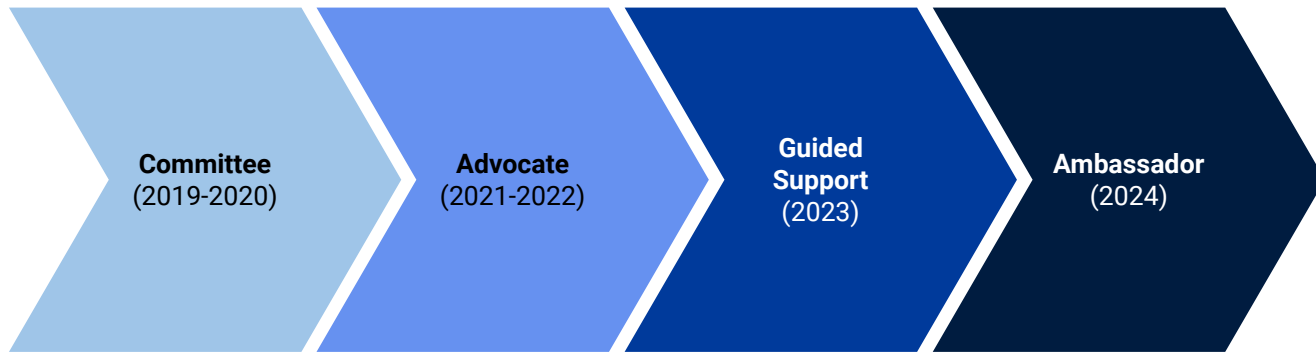 Committee
(2019-2020)
Advocate
(2021-2022)
Guided
Support
(2023)
Ambassador
(2024)